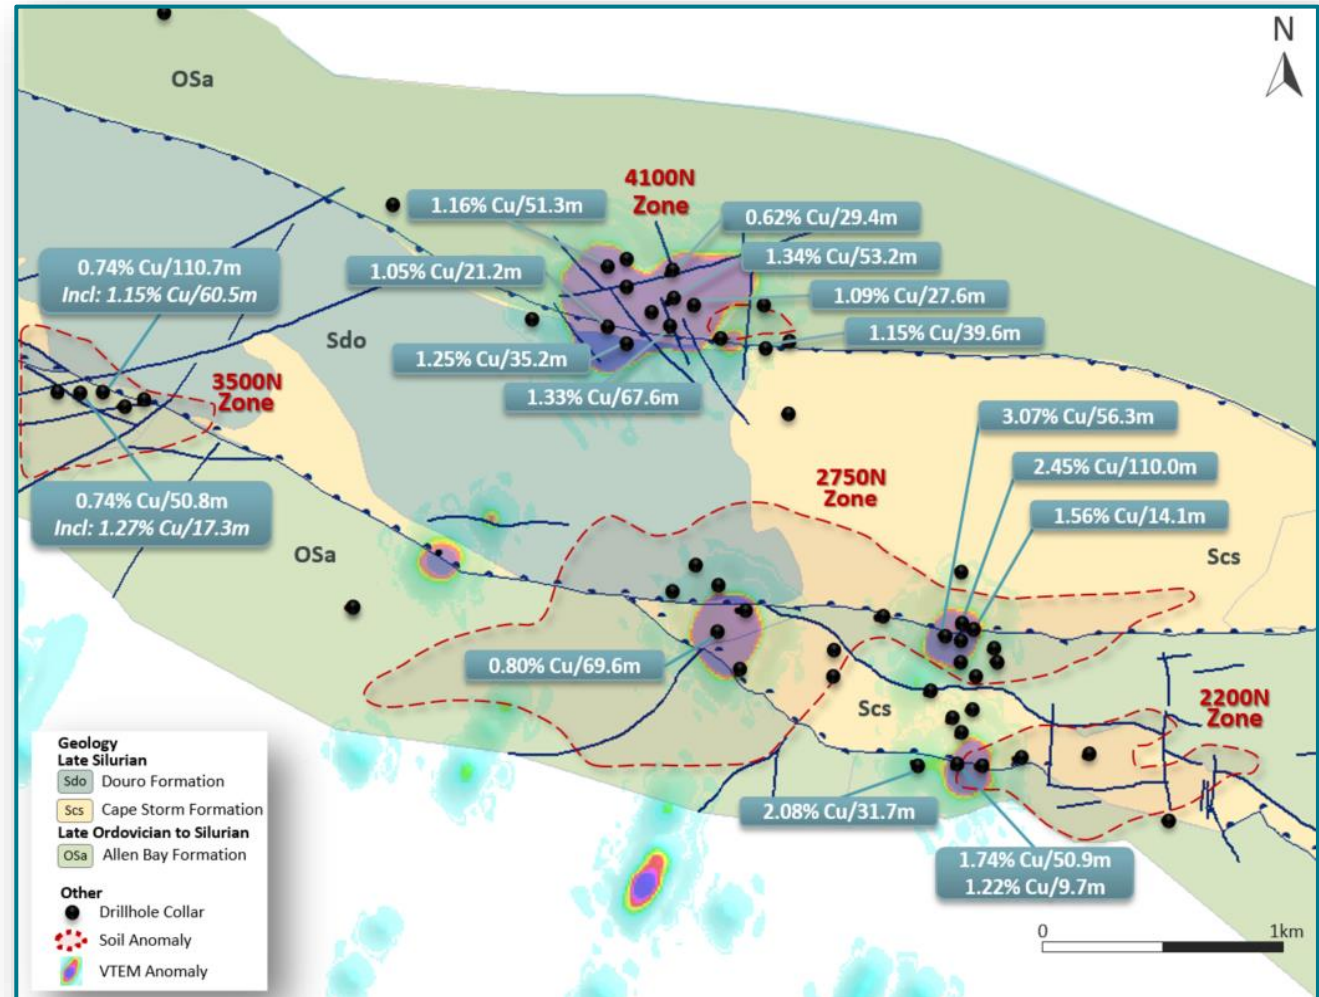 N
OSa
4100N
Zone
1.16% Cu/51.3m
0.62% Cu/29.4m
1.34% Cu/53.2m
0.74% Cu/110.7m
Incl: 1.15% Cu/60.5m
1.05% Cu/21.2m
1.09% Cu/27.6m
1.15% Cu/39.6m
Sdo
1.25% Cu/35.2m
3500N
Zone
1.33% Cu/67.6m
3.07% Cu/56.3m
2.45% Cu/110.0m
2750N
Zone
0.74% Cu/50.8m
Incl: 1.27% Cu/17.3m
1.56% Cu/14.1m
OSa
Scs
0.80% Cu/69.6m
2200N
Zone
Scs
2.08% Cu/31.7m
1.74% Cu/50.9m
1.22% Cu/9.7m
0 1km
Geology
Late Silurian
Sdo Douro Formation
Scs Cape Storm Formation
Late Ordovician to Silurian
OSa Allen Bay Formation
Other
Drillhole Collar
Soil Anomaly
VTEM Anomaly